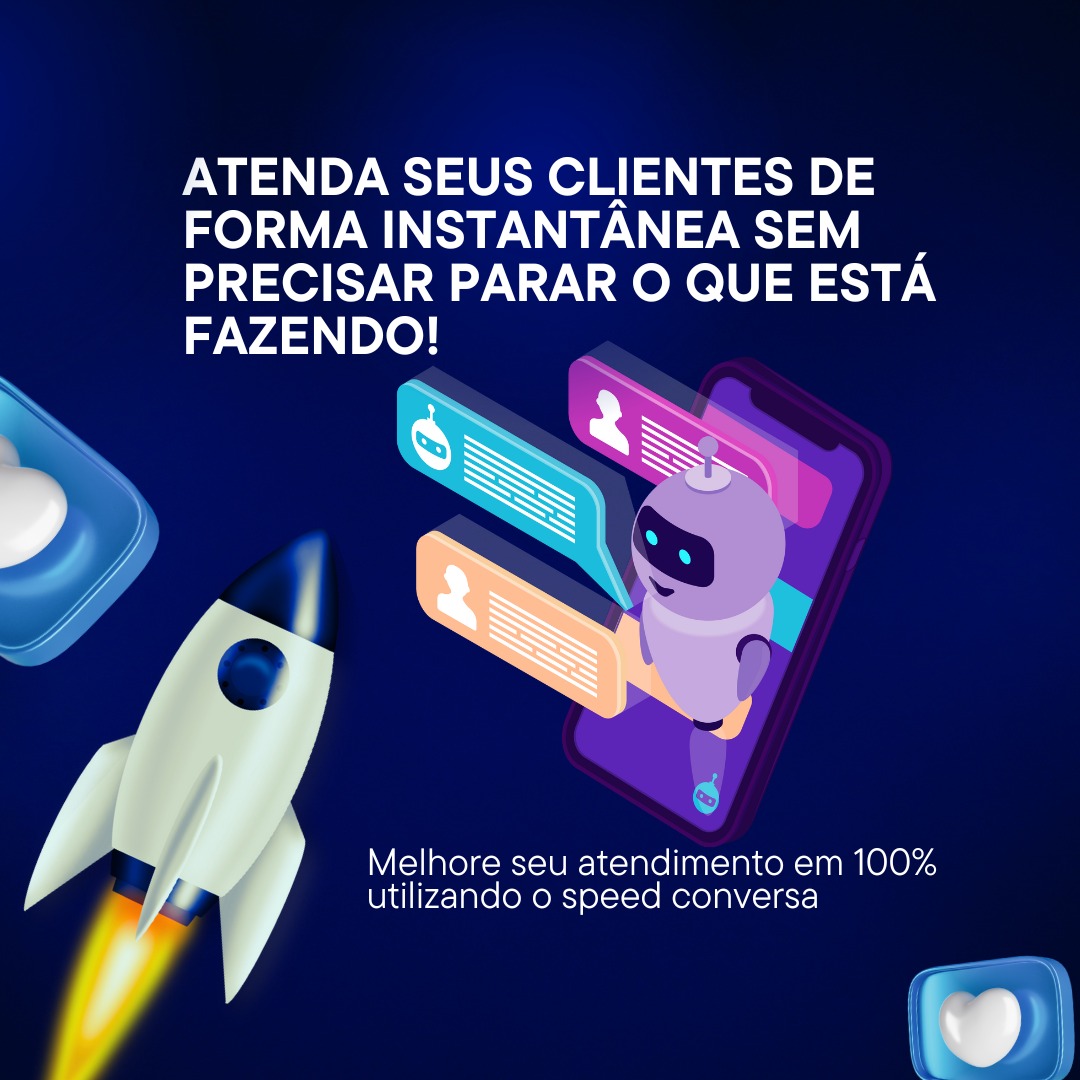 ATENDA SEUS CLIENTES DE
FORMA INSTANTÂNEA SEM
PRECISAR PARAR O QUE ESTÁ
FAZENDO!
Melhore seu atendimento em 100%
utilizando o speed conversa